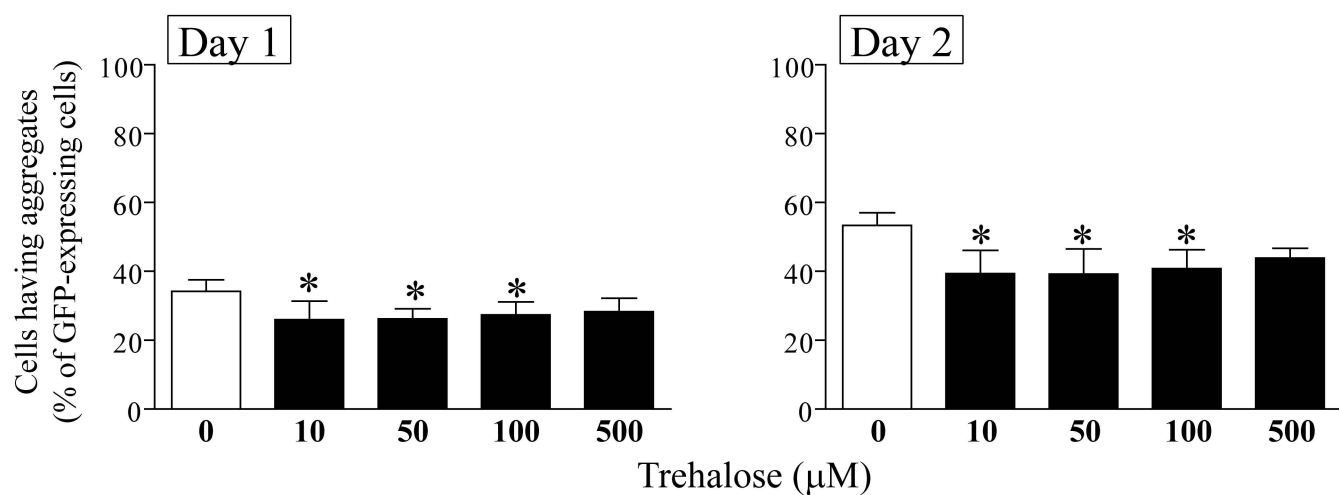 Day 1
Day 2
Cells having aggregates
(% of GFP-expressing cells)
100
80
60
40
20
0
*
*
*
0 10 50 100 500
100
80
60
40
20
0
*
*
*
0 10 50 100 500
Trehalose (μM)